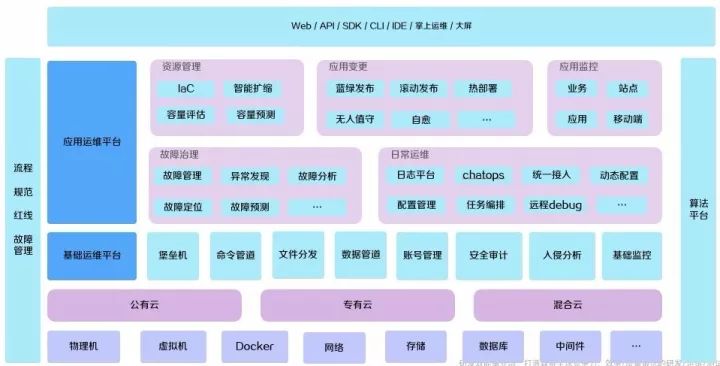 Web / API / SDK / CLI / IDE / 掌上运维 / 大屏
流程
规范
红线
故障
管理
应用运维平台
资源管理
IaC 智能扩缩
容量评估 容量预测
应用变更
蓝绿发布 滚动发布 热部署
无人值守 自愈 ...
应用监控
业务 站点
应用 移动端
故障治理
故障管理 异常发现 故障分析
故障定位 故障预测 ...
日常运维
日志平台 chatops 统一接入 动态配置
配置管理 任务编排 远程debug ...
算法
平台
基础运维平台 堡垒机 命令管道 文件分发 数据管道 账号管理 安全审计 入侵分析 基础监控
公有云 专有云 混合云
物理机 虚拟机 Docker 网络 存储 数据库 中间件 ...